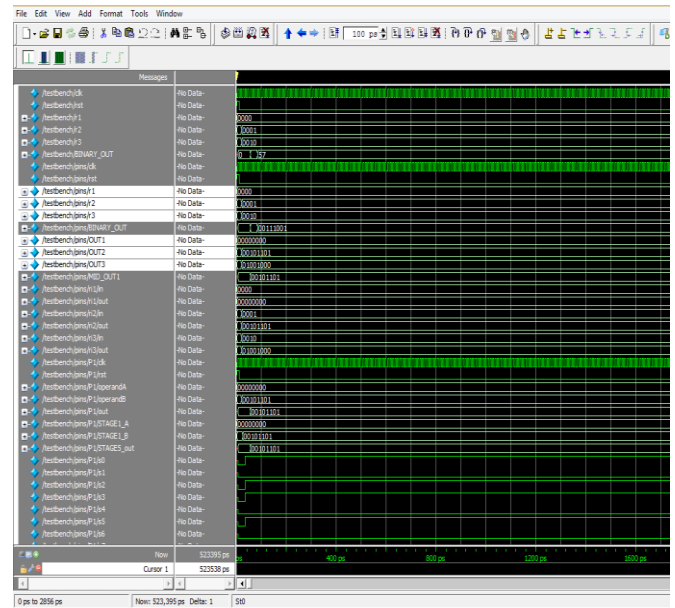 File Edit View Add Format Tools Window
100 ps
Messages
/testbench/clk -No Data-
/testbench/rst -No Data-
/testbench/r1 -No Data- 0000
/testbench/r2 -No Data- 0001
/testbench/r3 -No Data- 0010
/testbench/BINARY_OUT -No Data- 0 57
/testbench/pins/clk -No Data-
/testbench/pins/rst -No Data-
/testbench/pins/r1 -No Data- 0000
/testbench/pins/r2 -No Data- 0001
/testbench/pins/r3 -No Data- 0010
/testbench/pins/BINARY_OUT -No Data- 00111001
/testbench/pins/OUT1 -No Data- 00000000
/testbench/pins/OUT2 -No Data- 00101101
/testbench/pins/OUT3 -No Data- 01001000
/testbench/pins/MID_OUT1 -No Data- 00101101
/testbench/pins/ri1/in -No Data- 0000
/testbench/pins/ri1/out -No Data- 00000000
/testbench/pins/ri2/in -No Data- 0001
/testbench/pins/ri2/out -No Data- 00101101
/testbench/pins/ri3/in -No Data- 0010
/testbench/pins/ri3/out -No Data- 01001000
/testbench/pins/P1/clk -No Data-
/testbench/pins/P1/rst -No Data-
/testbench/pins/P1/operandA -No Data- 00000000
/testbench/pins/P1/operandB -No Data- 00101101
/testbench/pins/P1/out -No Data- 00101101
/testbench/pins/P1/STAGE1_A -No Data- 00000000
/testbench/pins/P1/STAGE1_B -No Data- 00101101
/testbench/pins/P1/STAGE5_out -No Data- 00101101
/testbench/pins/P1/s0 -No Data-
/testbench/pins/P1/s1 -No Data-
/testbench/pins/P1/s2 -No Data-
/testbench/pins/P1/s3 -No Data-
/testbench/pins/P1/s4 -No Data-
/testbench/pins/P1/s5 -No Data-
/testbench/pins/P1/s6 -No Data-
Now 523395 ps ps 400 ps 800 ps 1200 ps 1600 ps
Cursor 1 523538 ps
0 ps to 2856 ps Now: 523,395 ps Delta: 1 St0